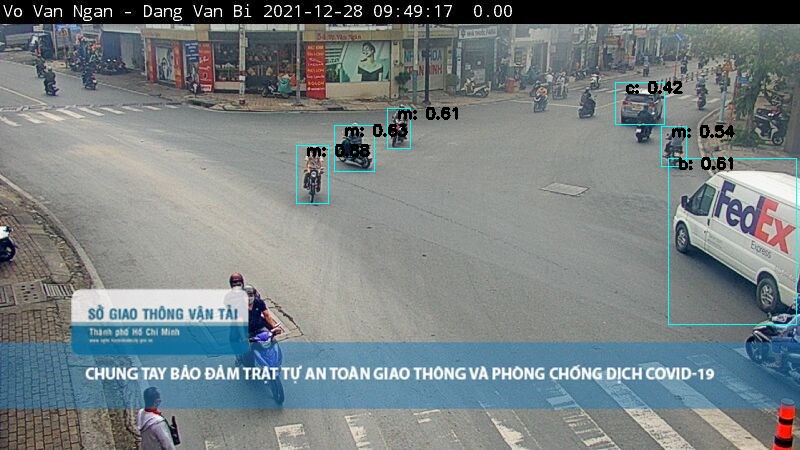 Vo Van Ngan - Dang Van Bi 2021-12-28 09:49:17 0.00
c: 0.42
m: 0.61
m: 0.63
m: 0.54
b: 0.61
FedEx
Express
SỞ GIAO THÔNG VẬN TẢI
Thành phố Hồ Chí Minh
CHUNG TAY BẢO ĐẢM TRẬT TỰ AN TOÀN GIAO THÔNG VÀ PHÒNG CHỐNG DỊCH COVID-19